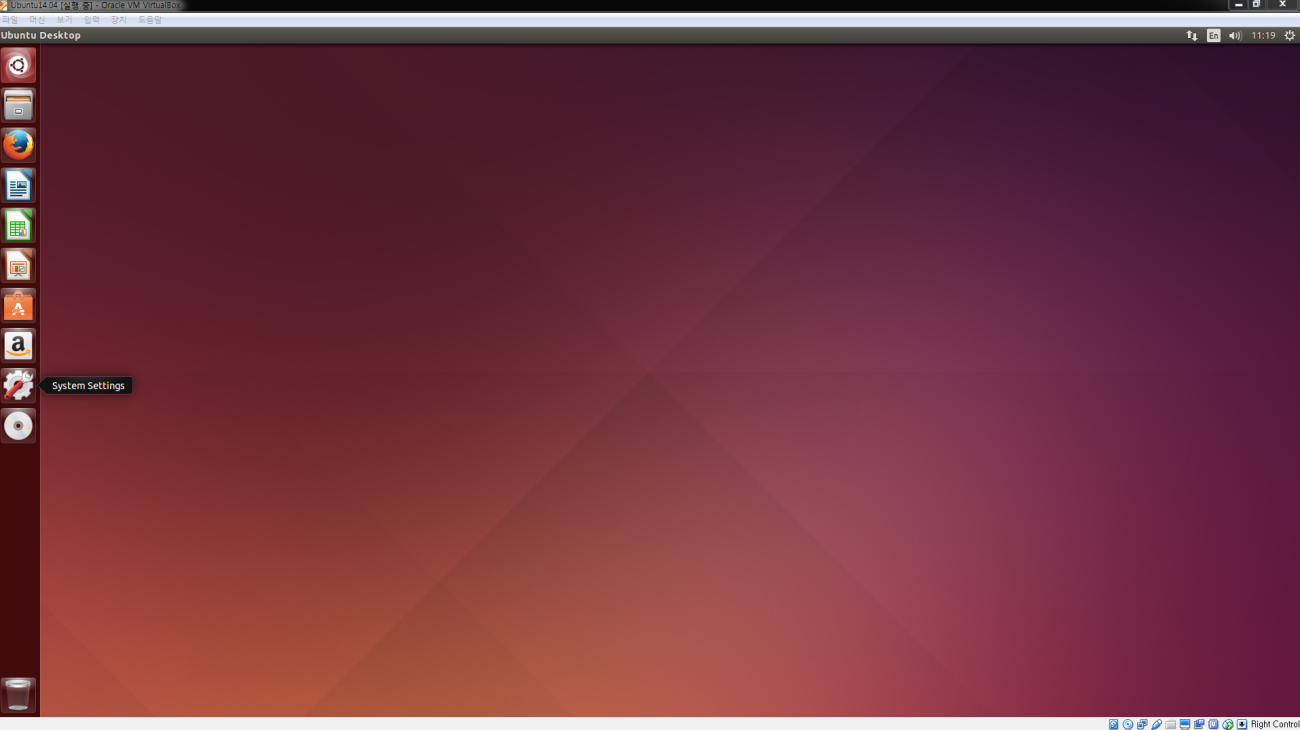 Ubuntu14.04 [실행 중] - Oracle VM VirtualBox
파일 머신 보기 입력 장치 도움말
Ubuntu Desktop En 11:19
a
System Settings
Right Control